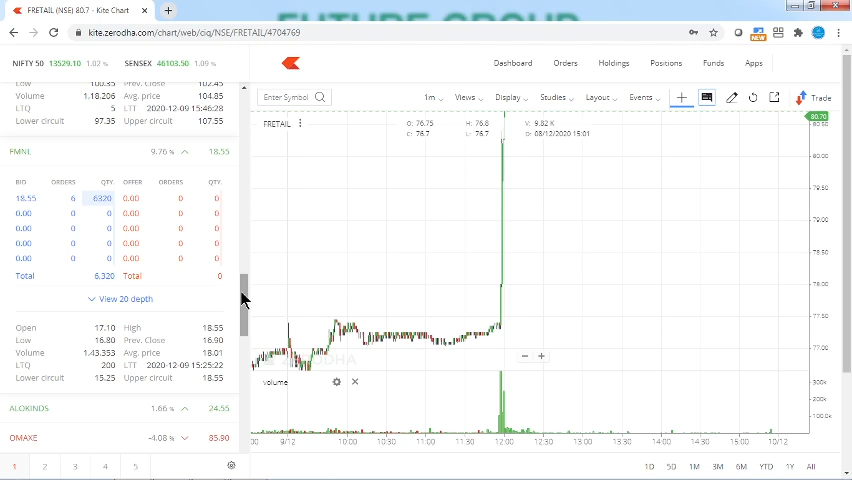 FRETAIL (NSE) 80.7 - Kite Chart
FUTURE GROUP
kite.zerodha.com/chart/web/ciq/NSE/FRETAIL/4704769
NEW
NIFTY 50 13529.10 1.02 % SENSEX 46103.50 1.09 %
Dashboard Orders Holdings Positions Funds Apps
Low 100.35 Prev. Close 102.45
Volume 1,18,206 Avg. price 104.85
LTQ 5 LTT 2020-12-09 15:46:28
Lower circuit 97.35 Upper circuit 107.55
FMNL 9.76 % 18.55
BID ORDERS QTY. OFFER ORDERS QTY.
18.55 6 6320 0.00 0 0
0.00 0 0 0.00 0 0
0.00 0 0 0.00 0 0
0.00 0 0 0.00 0 0
0.00 0 0 0.00 0 0
Total 6,320 Total 0
View 20 depth
Open 17.10 High 18.55
Low 16.80 Prev. Close 16.90
Volume 1,43,353 Avg. price 18.01
LTQ 200 LTT 2020-12-09 15:25:22
Lower circuit 15.25 Upper circuit 18.55
ALOKINDS 1.66 % 24.55
OMAXE -4.08 % 85.90
1 2 3 4 5
Enter Symbol 1m Views Display Studies Layout Events Trade
FRETAIL O: 76.75 H: 76.8 V: 9.82 K
C: 76.7 L: 76.7 D: 08/12/2020 15:01
80.70
80.50
80.00
79.50
79.00
78.50
78.00
77.50
77.00
ZERODHA
volume
300k
200k
100.0k
:00 9/12 10:00 10:30 11:00 11:30 12:00 12:30 13:00 13:30 14:00 14:30 15:00 10/12
1D 5D 1M 3M 6M YTD 1Y All